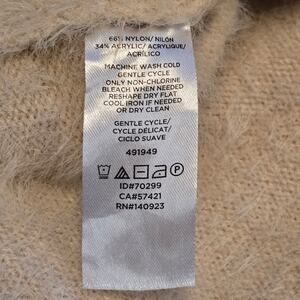 66% NYLON/ NILÓN
34% ACRYLIC/ ACRYLIQUE/
ACRÍLICO
MACHINE WASH COLD
GENTLE CYCLE
ONLY NON-CHLORINE
BLEACH WHEN NEEDED
RESHAPE DRY FLAT
COOL IRON IF NEEDED
OR DRY CLEAN
GENTLE CYCLE/
CYCLE DÉLICAT/
CICLO SUAVE
491949
ID#70299
CA#57421
RN#140923